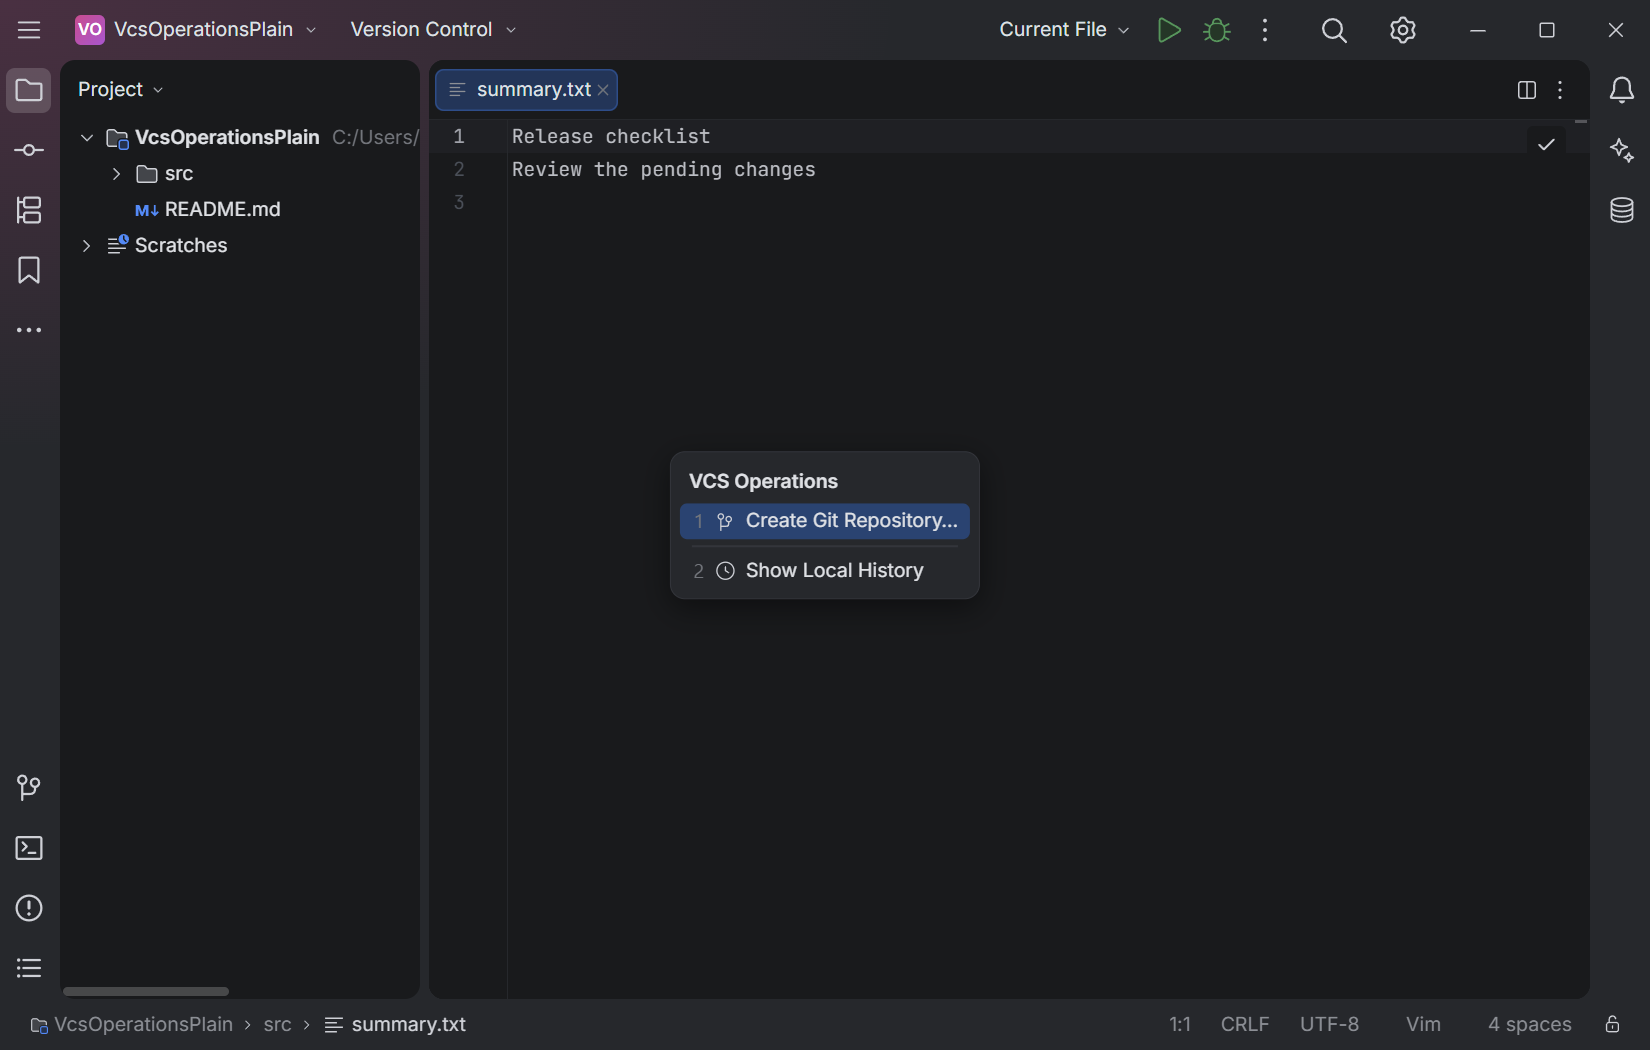 VO VcsOperationsPlain Version Control Current File
Project
summary.txt
VcsOperationsPlain C:/Users/
src
M↓ README.md
Scratches
1 Release checklist
2 Review the pending changes
3
VCS Operations
1 Create Git Repository...
2 Show Local History
VcsOperationsPlain › src › summary.txt
1:1 CRLF UTF-8 Vim 4 spaces